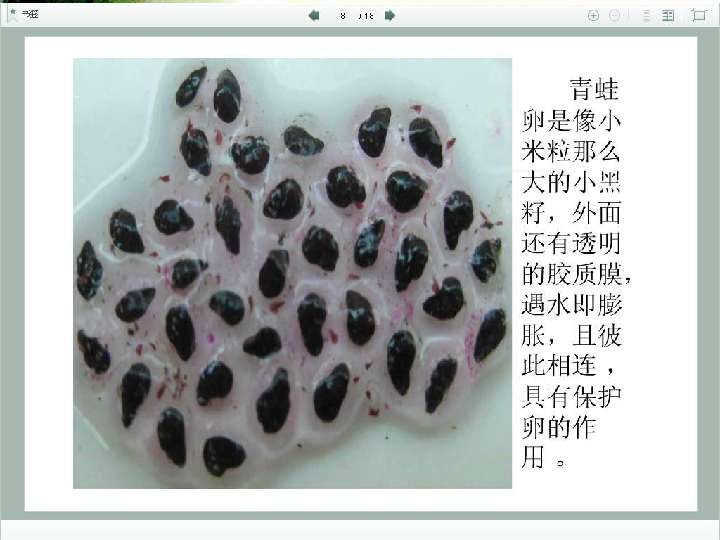 书签
8 / 18
青蛙
卵是像小
米粒那么
大的小黑
籽，外面
还有透明
的胶质膜，
遇水即膨
胀，且彼
此相连，
具有保护
卵的作
用。